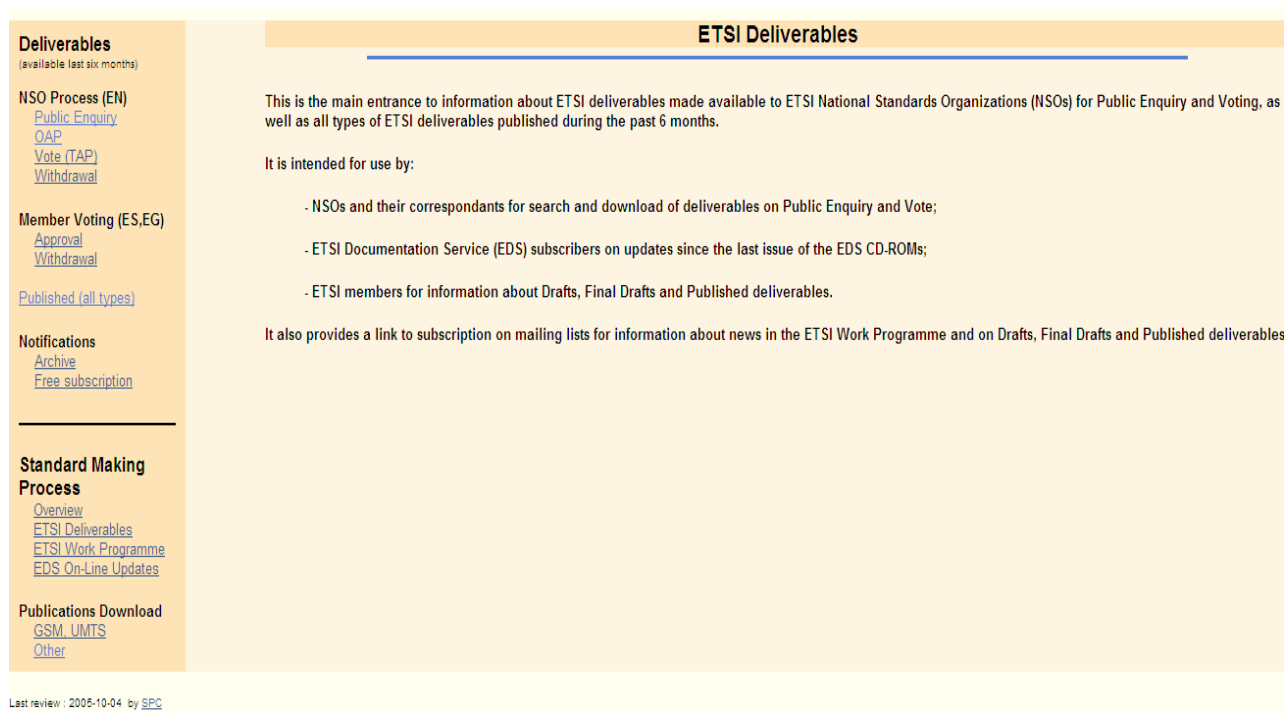 Deliverables
(available last six months)
NSO Process (EN)
Public Enquiry
OAP
Vote (TAP)
Withdrawal
Member Voting (ES,EG)
Approval
Withdrawal
Published (all types)
Notifications
Archive
Free subscription
Standard Making
Process
Overview
ETSI Deliverables
ETSI Work Programme
EDS On-Line Updates
Publications Download
GSM, UMTS
Other
ETSI Deliverables
This is the main entrance to information about ETSI deliverables made available to ETSI National Standards Organizations (NSOs) for Public Enquiry and Voting, as
well as all types of ETSI deliverables published during the past 6 months.
It is intended for use by:
- NSOs and their correspondants for search and download of deliverables on Public Enquiry and Vote;
- ETSI Documentation Service (EDS) subscribers on updates since the last issue of the EDS CD-ROMs;
- ETSI members for information about Drafts, Final Drafts and Published deliverables.
It also provides a link to subscription on mailing lists for information about news in the ETSI Work Programme and on Drafts, Final Drafts and Published deliverables
Last review : 2005-10-04 by SPC